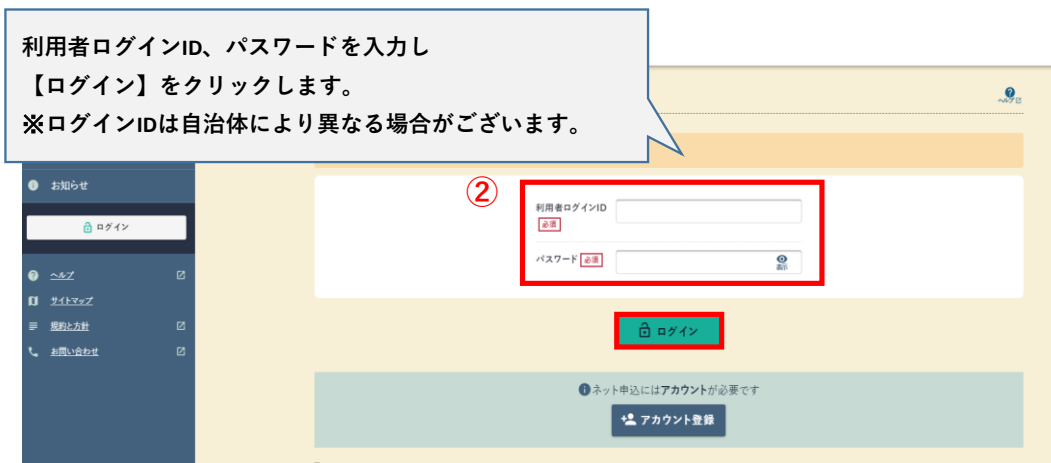 利用者ログインID、パスワードを入力し
【ログイン】をクリックします。
※ログインIDは自治体により異なる場合がございます。
ヘルプ
お知らせ
ログイン
ヘルプ
サイトマップ
規約と方針
お問い合わせ
②
利用者ログインID
必須
パスワード 必須
表示
ログイン
ネット申込にはアカウントが必要です
アカウント登録